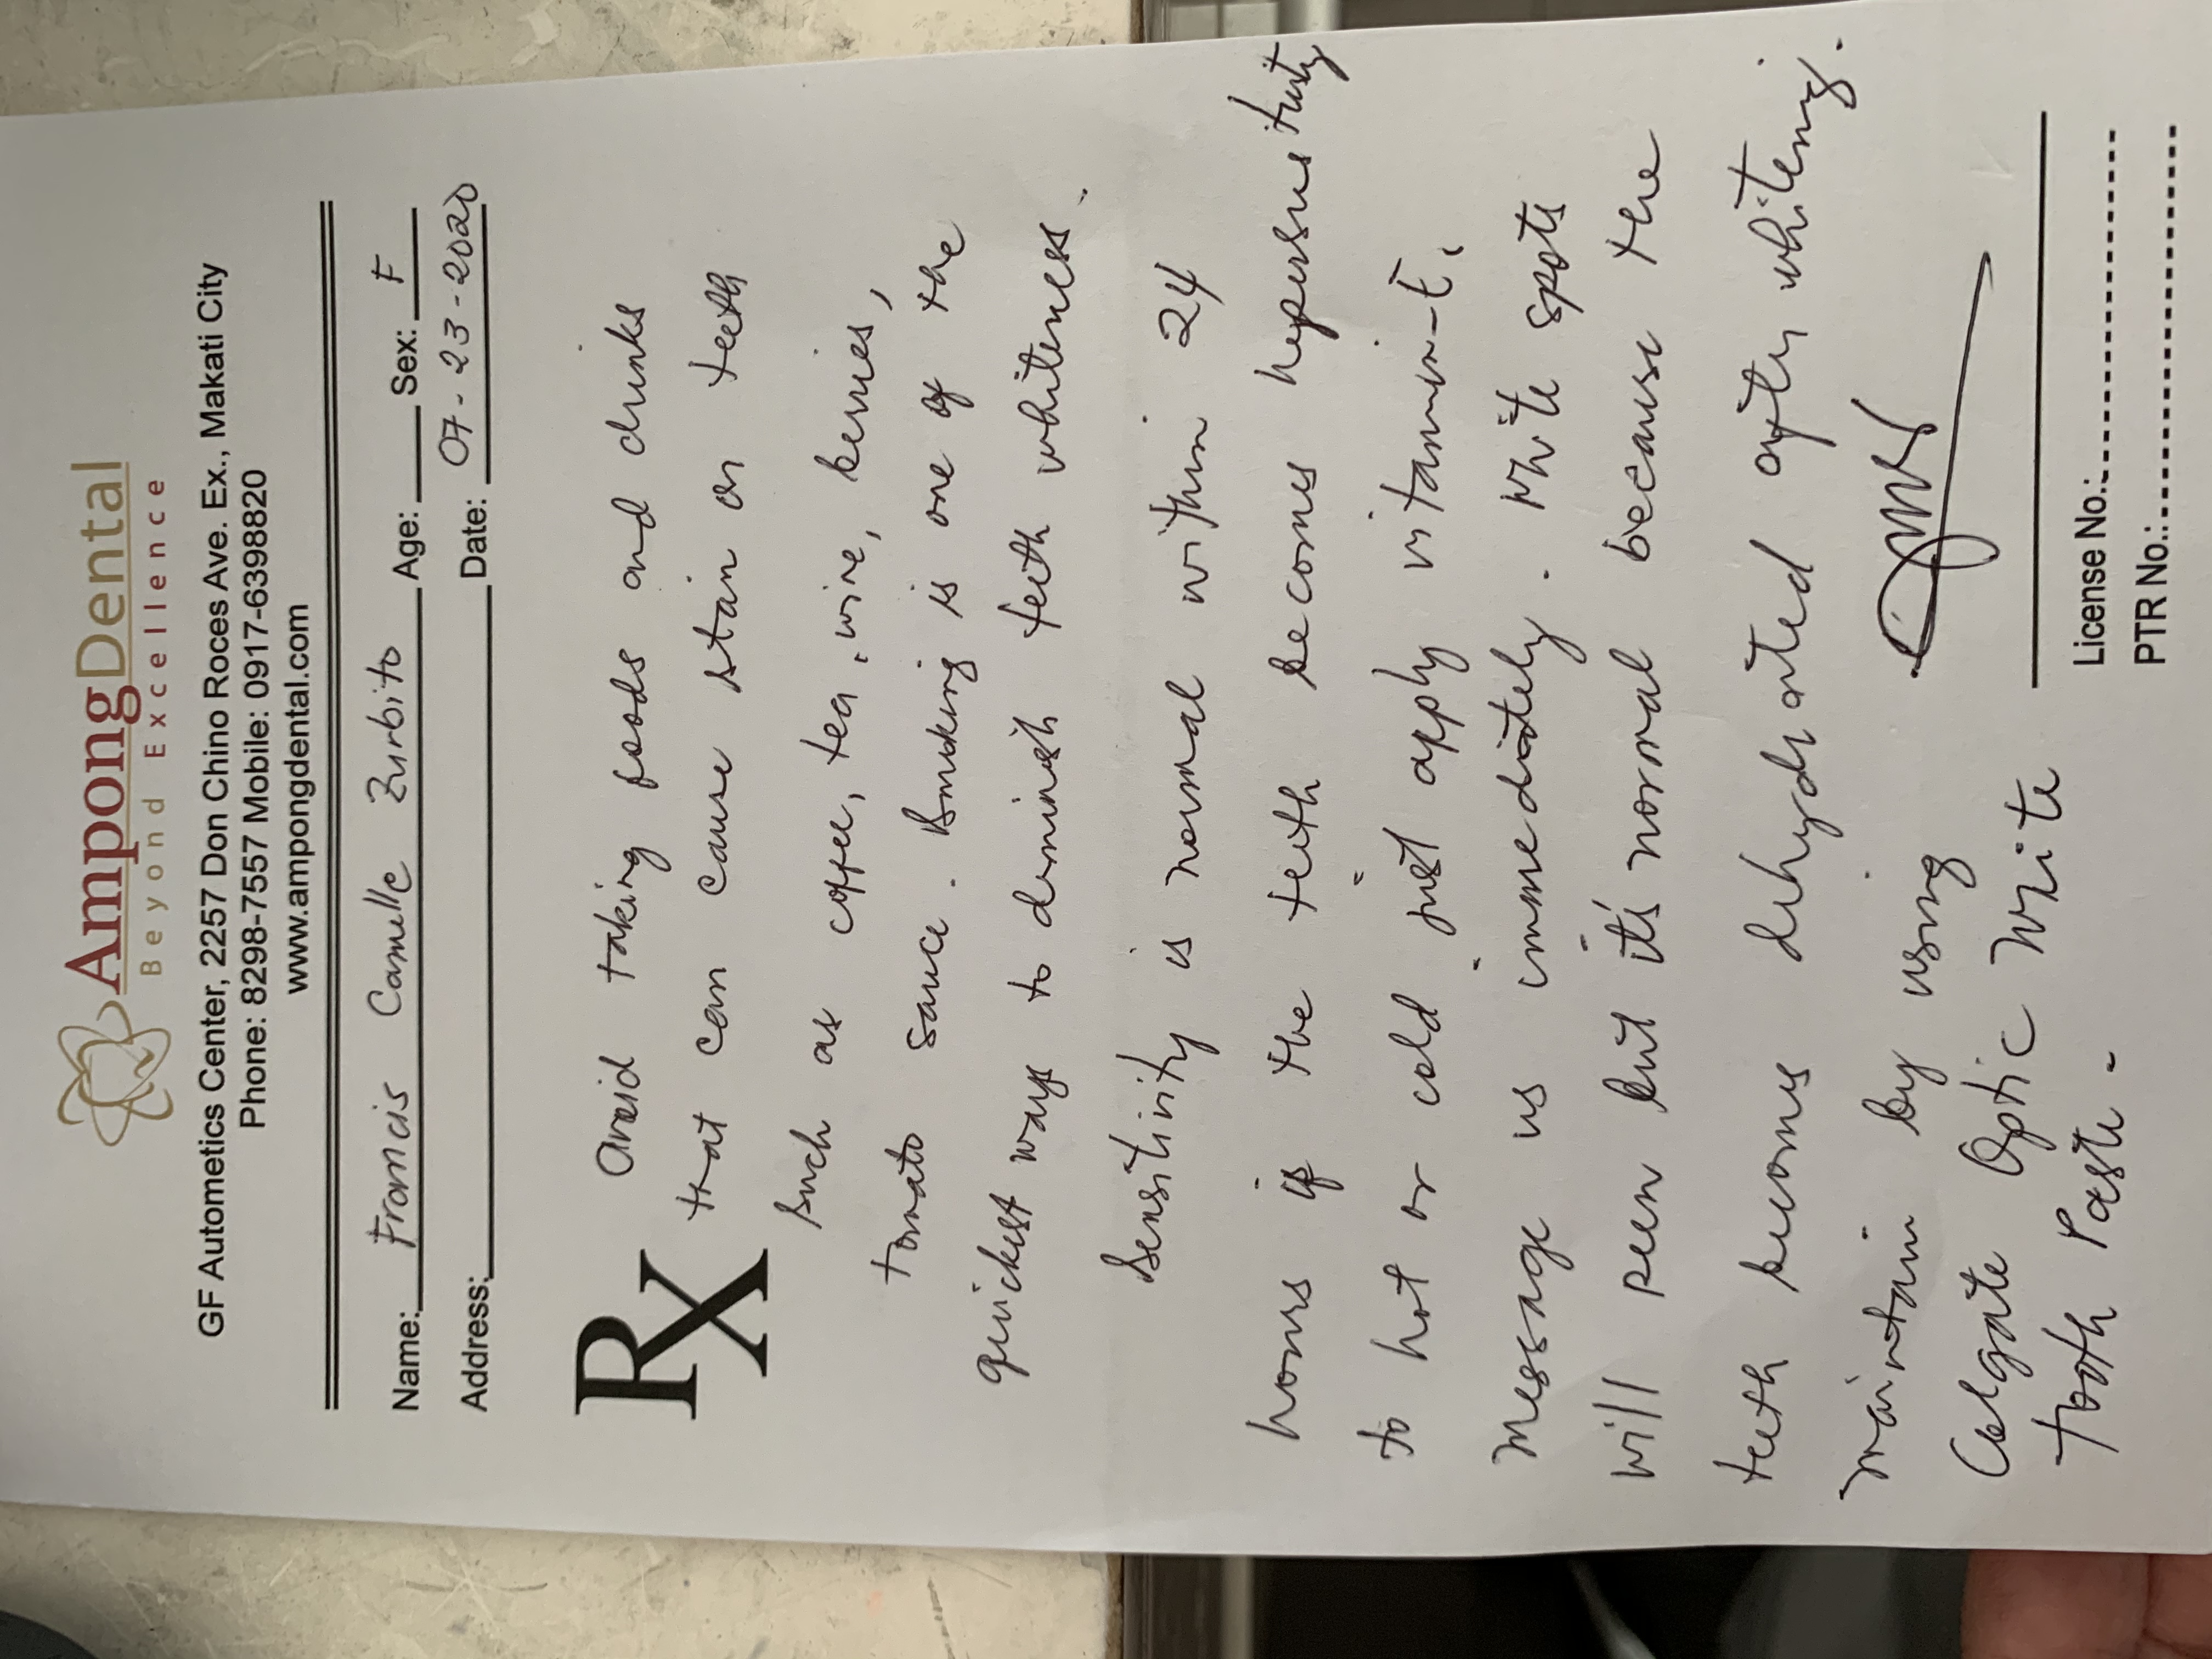 AmpongDental
Beyond Excellence
GF Autometics Center, 2257 Don Chino Roces Ave. Ex., Makati City
Phone: 8298-7557 Mobile: 0917-6398820
www.ampongdental.com
Name: Francis Camille Zurbito Age: Sex: F
Address: Date: 07-23-2020
Rx
Avoid taking foods and drinks
that can cause stain on teeth
such as coffee, tea, wine, berries,
tomato sauce. Smoking is one of the
quickest ways to diminish teeth whiteness.
Sensitivity is normal within 24
hours if the teeth becomes
to hot or cold just apply vitamin-E.
Message us immediately. White spots
will seen but it's normal because the
teeth becomes dehydrated after whitening.
Maintain by using
Colgate Optic White
Tooth Paste.
License No.:
PTR No.: